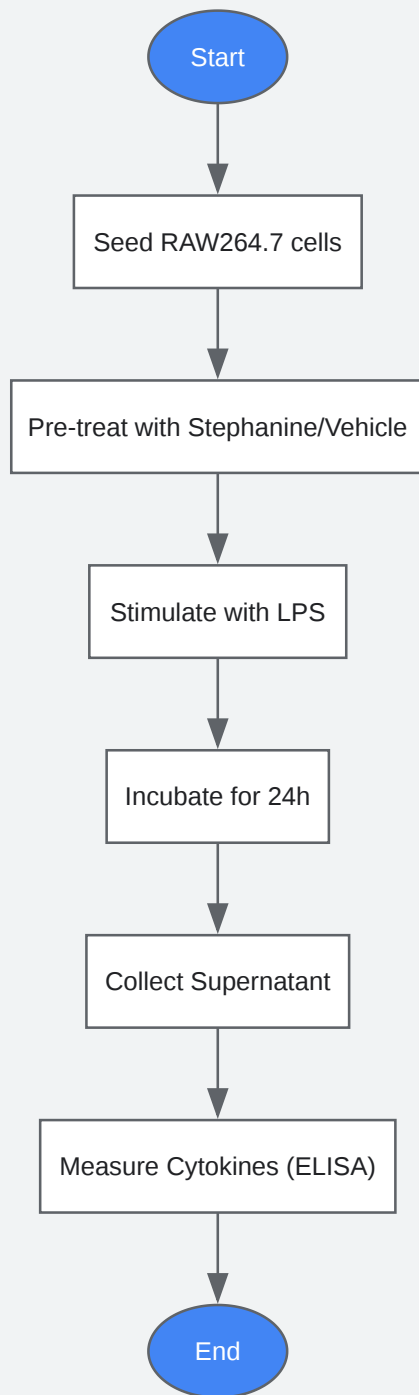 Start
Seed RAW264.7 cells
Pre-treat with Stephanine/Vehicle
Stimulate with LPS
Incubate for 24h
Collect Supernatant
Measure Cytokines (ELISA)
End